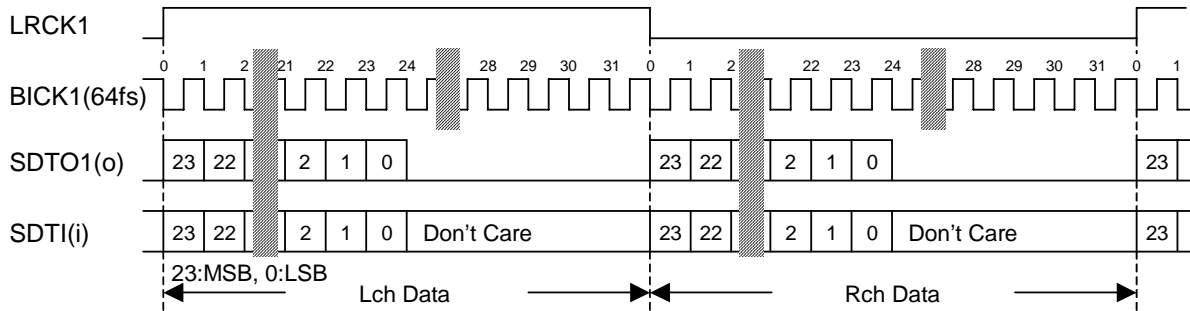 LRCK1
0 1 2 21 22 23 24 28 29 30 31 0 1 2 22 23 24 28 29 30 31 0 1
BICK1(64fs)
SDTO1(o) 23 22 2 1 0 23 22 2 1 0 23
SDTI(i) 23 22 2 1 0 Don't Care 23 22 2 1 0 Don't Care 23
23:MSB, 0:LSB
Lch Data Rch Data